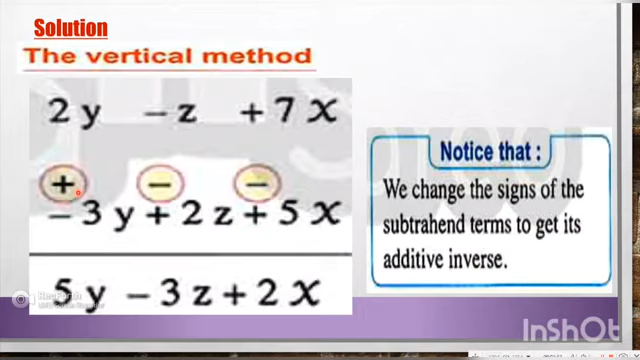 Solution
The vertical method
2 y - z + 7 x
+ - -
- 3 y + 2 z + 5 x
5 y - 3 z + 2 x
Notice that :
We change the signs of the
subtrahend terms to get its
additive inverse.
InShOt